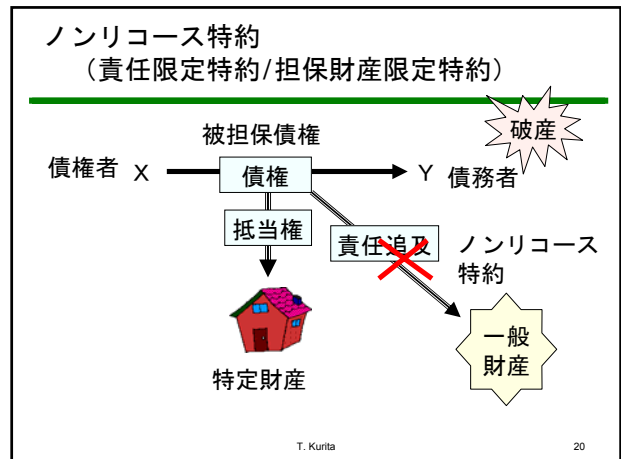 ノンリコース特約
（責任限定特約/担保財産限定特約）
破産
被担保債権
債権者 X
債権
Y 債務者
抵当権
責任追及
ノンリコース
特約
一般
財産
特定財産
T. Kurita
20